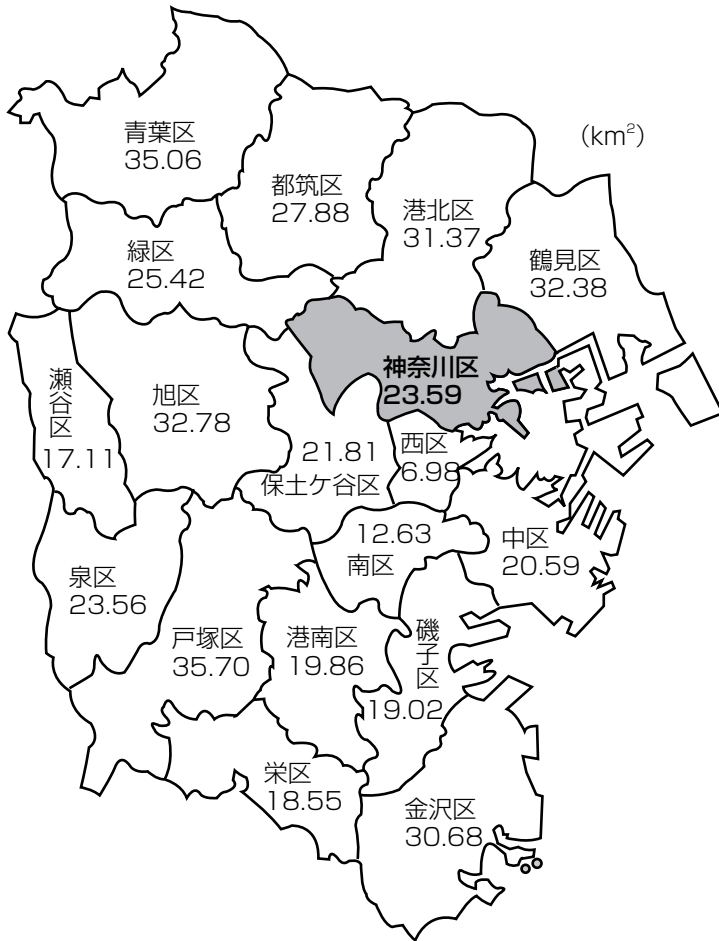 青葉区
35.06
(km²)
都筑区
27.88
港北区
31.37
緑区
25.42
鶴見区
32.38
神奈川区
23.59
瀬谷区
17.11
旭区
32.78
21.81
保土ケ谷区
西区
6.98
12.63
南区
中区
20.59
泉区
23.56
戸塚区
35.70
港南区
19.86
磯子区
19.02
栄区
18.55
金沢区
30.68